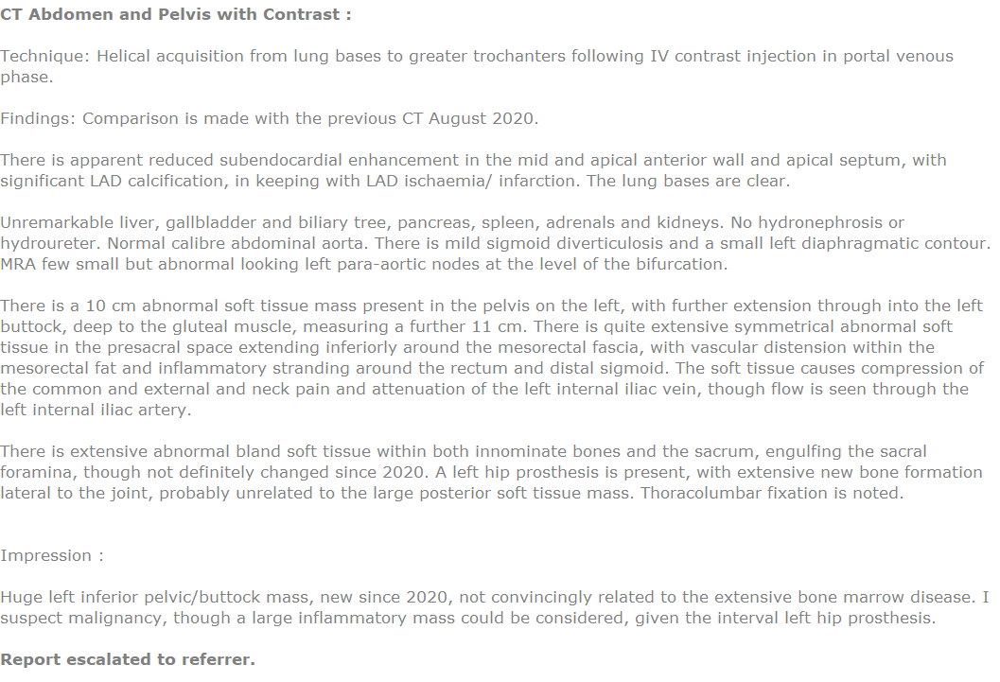 CT Abdomen and Pelvis with Contrast :
Technique: Helical acquisition from lung bases to greater trochanters following IV contrast injection in portal venous
phase.
Findings: Comparison is made with the previous CT August 2020.
There is apparent reduced subendocardial enhancement in the mid and apical anterior wall and apical septum, with
significant LAD calcification, in keeping with LAD ischaemia/ infarction. The lung bases are clear.
Unremarkable liver, gallbladder and biliary tree, pancreas, spleen, adrenals and kidneys. No hydronephrosis or
hydroureter. Normal calibre abdominal aorta. There is mild sigmoid diverticulosis and a small left diaphragmatic contour.
MRA few small but abnormal looking left para-aortic nodes at the level of the bifurcation.
There is a 10 cm abnormal soft tissue mass present in the pelvis on the left, with further extension through into the left
buttock, deep to the gluteal muscle, measuring a further 11 cm. There is quite extensive symmetrical abnormal soft
tissue in the presacral space extending inferiorly around the mesorectal fascia, with vascular distension within the
mesorectal fat and inflammatory stranding around the rectum and distal sigmoid. The soft tissue causes compression of
the common and external and neck pain and attenuation of the left internal iliac vein, though flow is seen through the
left internal iliac artery.
There is extensive abnormal bland soft tissue within both innominate bones and the sacrum, engulfing the sacral
foramina, though not definitely changed since 2020. A left hip prosthesis is present, with extensive new bone formation
lateral to the joint, probably unrelated to the large posterior soft tissue mass. Thoracolumbar fixation is noted.
Impression :
Huge left inferior pelvic/buttock mass, new since 2020, not convincingly related to the extensive bone marrow disease. I
suspect malignancy, though a large inflammatory mass could be considered, given the interval left hip prosthesis.
Report escalated to referrer.